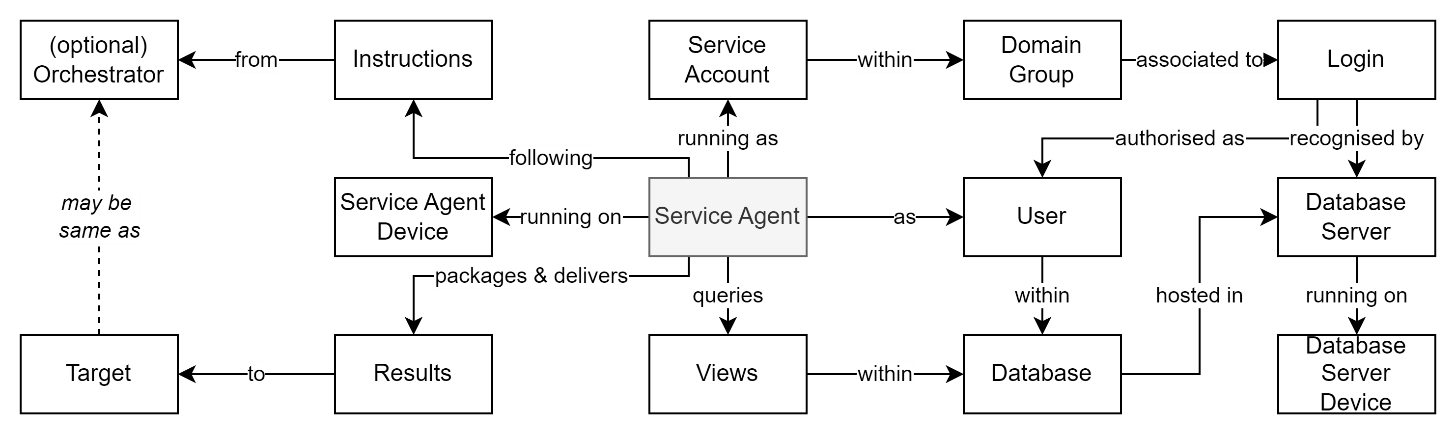 (optional)
Orchestrator
from
Instructions
Service
Account
within
Domain
Group
associated to
Login
running as
authorised as
recognised by
following
may be
same as
Service Agent
Device
running on
Service Agent
as
User
Database
Server
packages & delivers
queries
within
hosted in
running on
Target
to
Results
Views
within
Database
Database
Server
Device